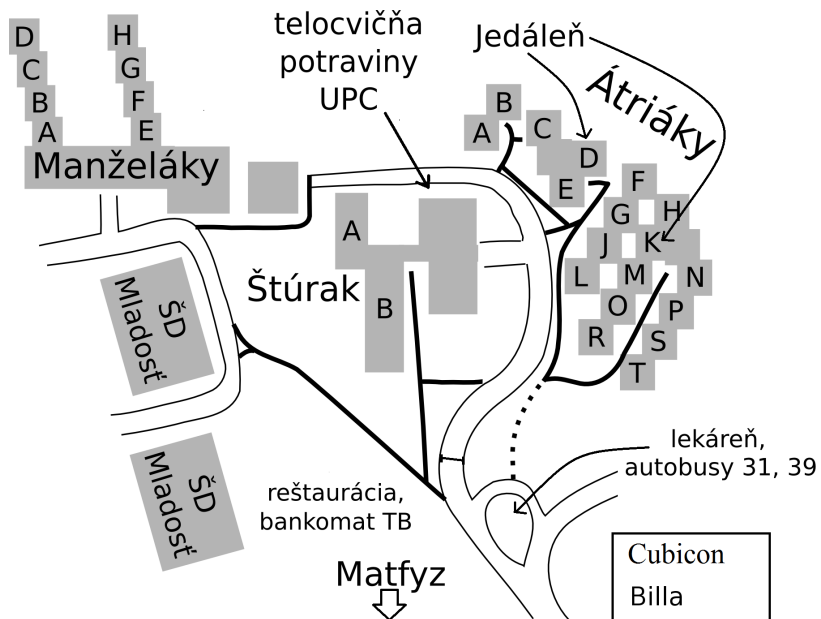 telocvičňa
potraviny
UPC
Jedáleň
Átriáky
D
H
C
G
B
F
A
E
Manželáky
B
A
C
D
E
F
G
H
J
K
L
M
N
O
P
R
S
T
A
B
Štúrak
ŠD
Mladosť
ŠD
Mladosť
lekáreň,
autobusy 31, 39
reštaurácia,
bankomat TB
Matfyz
Cubicon
Billa